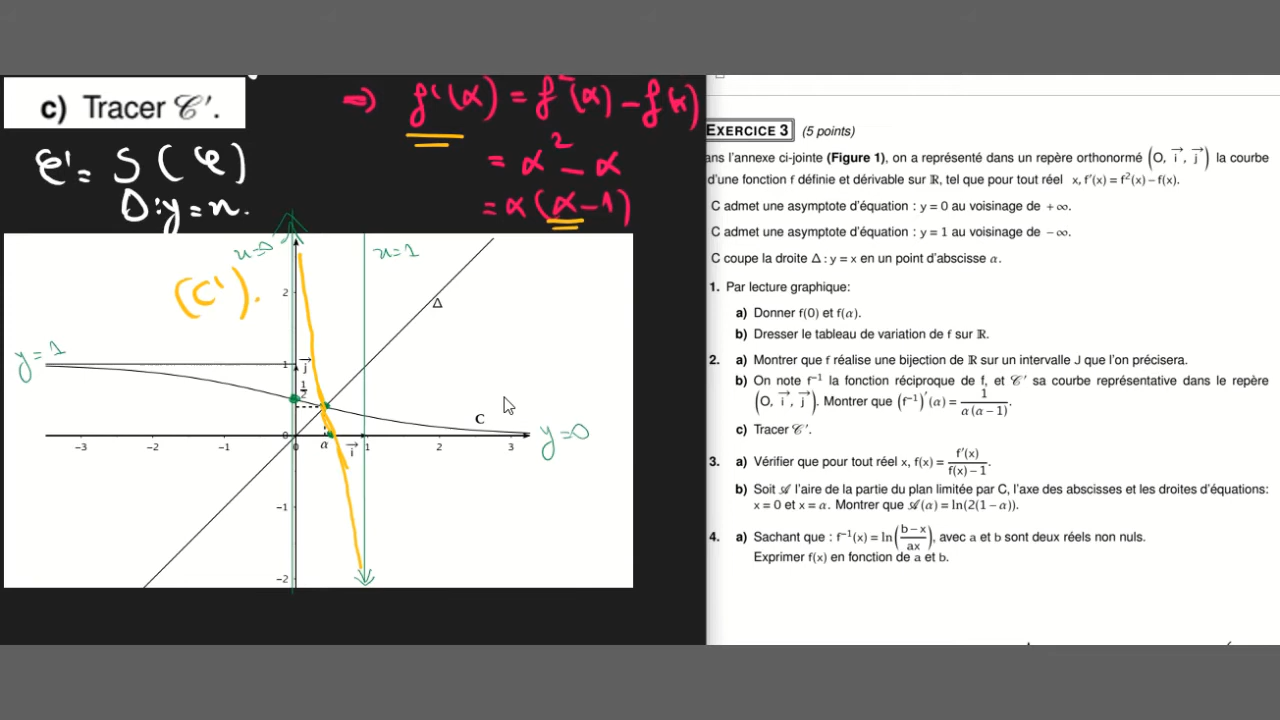 c) Tracer 𝒞'.
⇒ f'(α) = f²(α) - f(α)
= α² - α
= α(α-1)
𝒞' = S(𝒞)
Δ: y = x.
x=0
x=1
(C').
Δ
y=1
2
1
j
1/2
0
C
y=0
-3
-2
-1
0
α
i
1
2
3
-1
-2
EXERCICE 3 (5 points)
ans l'annexe ci-jointe (Figure 1), on a représenté dans un repère orthonormé (O, i, j) la courbe
d'une fonction f définie et dérivable sur ℝ, tel que pour tout réel x, f'(x) = f²(x) – f(x).
C admet une asymptote d'équation : y = 0 au voisinage de +∞.
C admet une asymptote d'équation : y = 1 au voisinage de –∞.
C coupe la droite Δ : y = x en un point d'abscisse α.
1. Par lecture graphique:
a) Donner f(0) et f(α).
b) Dresser le tableau de variation de f sur ℝ.
2. a) Montrer que f réalise une bijection de ℝ sur un intervalle J que l'on précisera.
b) On note f⁻¹ la fonction réciproque de f, et 𝒞' sa courbe représentative dans le repère
(O, i, j). Montrer que (f⁻¹)'(α) = 1/(α(α – 1)).
c) Tracer 𝒞'.
3. a) Vérifier que pour tout réel x, f(x) = f'(x)/(f(x) – 1).
b) Soit 𝒜 l'aire de la partie du plan limitée par C, l'axe des abscisses et les droites d'équations:
x = 0 et x = α. Montrer que 𝒜(α) = ln(2(1 – α)).
4. a) Sachant que : f⁻¹(x) = ln((b – x)/(ax)), avec a et b sont deux réels non nuls.
Exprimer f(x) en fonction de a et b.